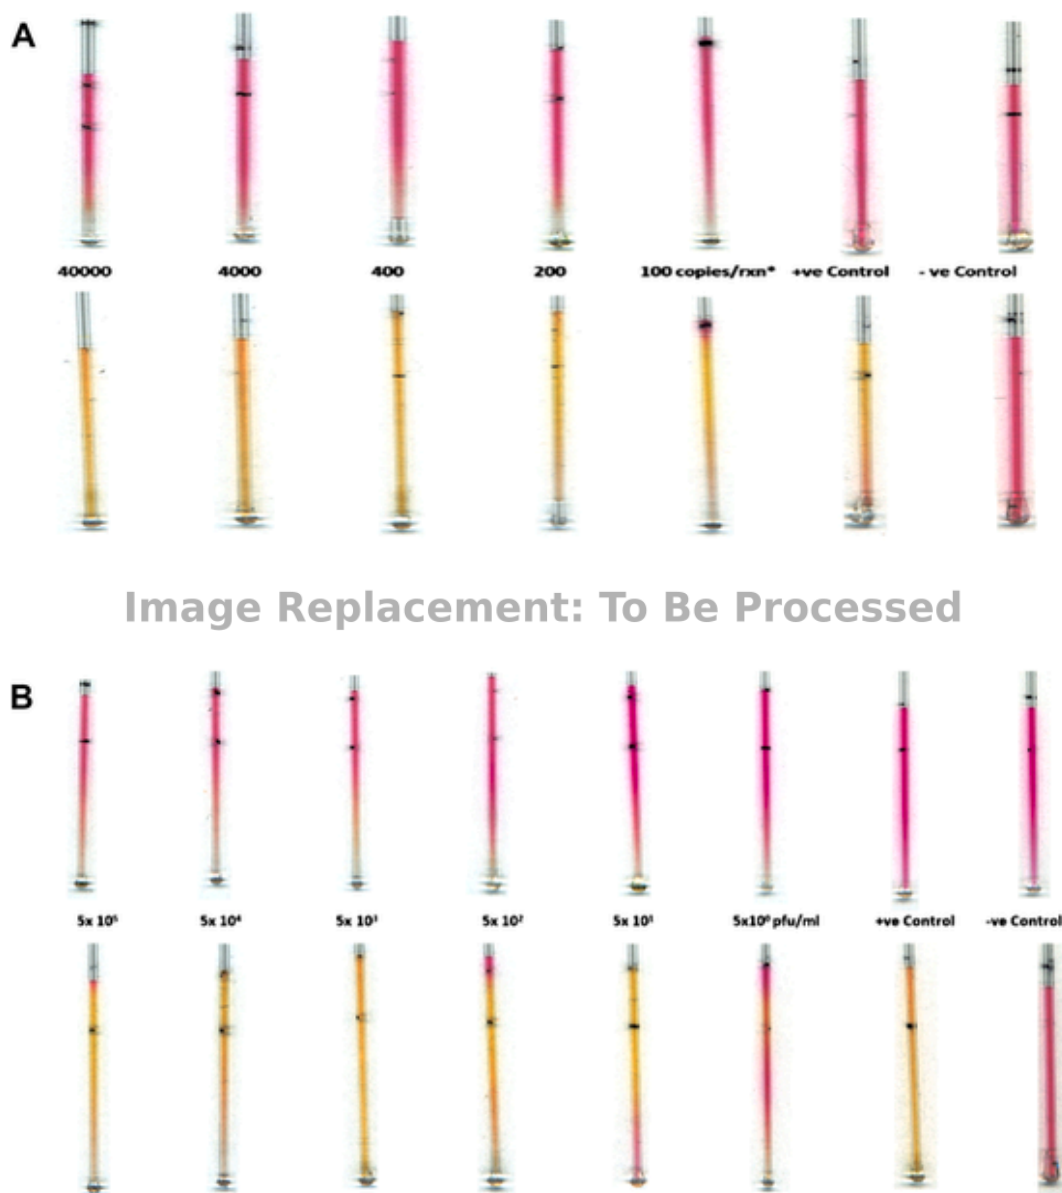 A
40000 4000 400 200 100 copies/rxn* +ve Control - ve Control
Image Replacement: To Be Processed
B
5x 10⁵ 5x 10⁴ 5x 10³ 5x 10² 5x 10¹ 5x10⁰ pfu/ml +ve Control -ve Control